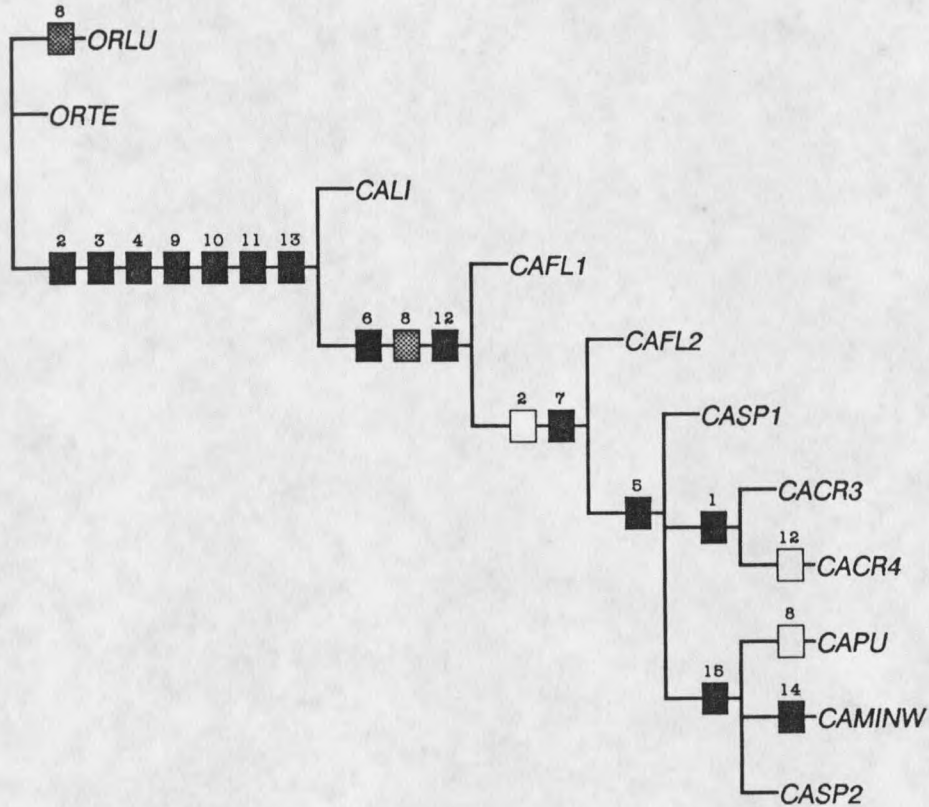 8
ORLU
ORTE
CALI
2 3 4 9 10 11 13
CAFL1
6 8 12
CAFL2
2 7
CASP1
5
CACR3
1
12
CACR4
8
CAPU
15
14
CAMINW
CASP2